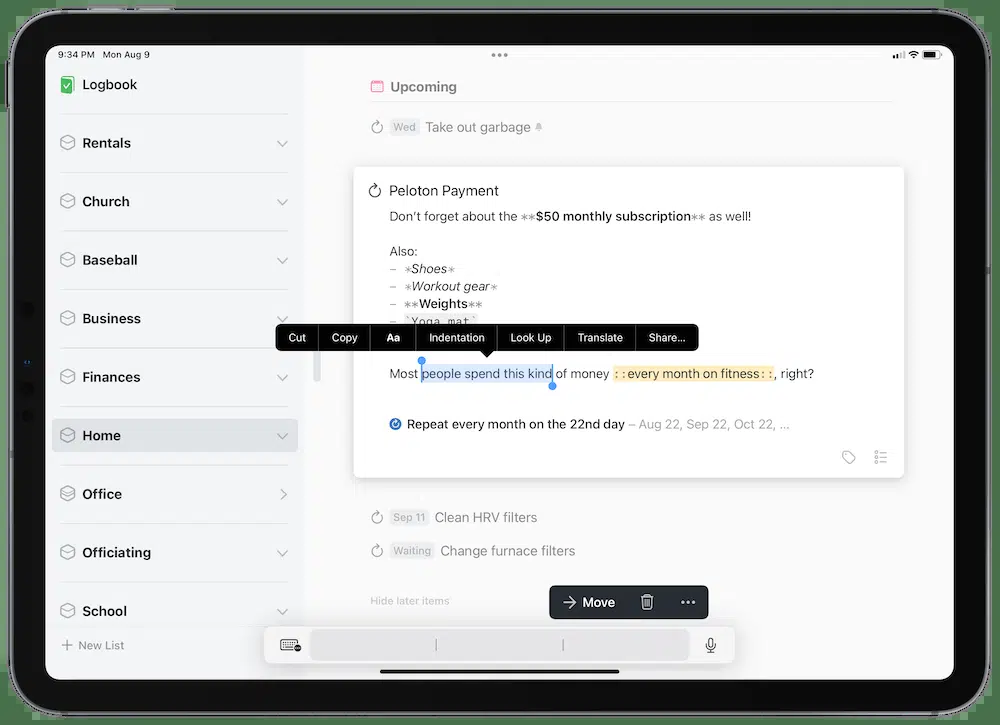 9:34 PM Mon Aug 9
Logbook
Rentals
Church
Baseball
Business
Finances
Home
Office
Officiating
School
New List
Upcoming
Wed Take out garbage
Peloton Payment
Don't forget about the **$50 monthly subscription** as well!
Also:
– *Shoes*
– *Workout gear*
– **Weights**
– `Yoga mat`
Cut Copy Aa Indentation Look Up Translate Share...
Most people spend this kind of money ::every month on fitness::, right?
Repeat every month on the 22nd day – Aug 22, Sep 22, Oct 22, ...
Sep 11 Clean HRV filters
Waiting Change furnace filters
Hide later items
Move